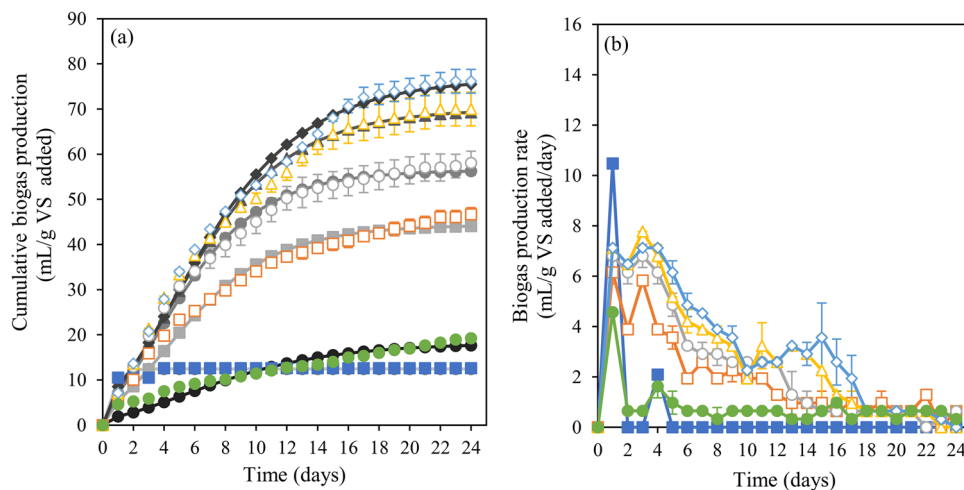 (a)
Cumulative biogas production
(mL/g VS added)
90
80
70
60
50
40
30
20
10
0
0 2 4 6 8 10 12 14 16 18 20 22 24
Time (days)
(b)
Biogas production rate
(mL/g VS added/day)
16
14
12
10
8
6
4
2
0
0 2 4 6 8 10 12 14 16 18 20 22 24
Time (days)